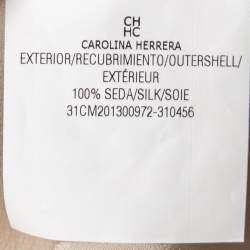 CH
HC
CAROLINA HERRERA
EXTERIOR/RECUBRIMIENTO/OUTERSHELL/
EXTÉRIEUR
100% SEDA/SILK/SOIE
31CM201300972-310456